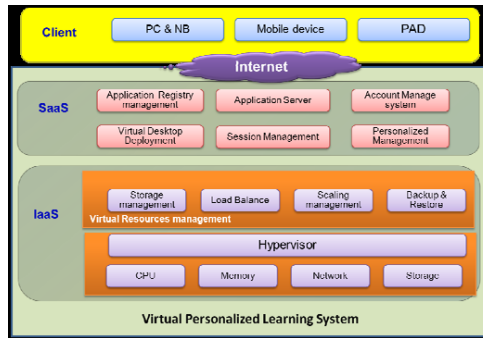 Client
PC & NB
Mobile device
PAD
Internet
SaaS
Application Registry
management
Application Server
Account Manage
system
Virtual Desktop
Deployment
Session Management
Personalized
Management
IaaS
Storage
management
Load Balance
Scaling
management
Backup &
Restore
Virtual Resources management
Hypervisor
CPU
Memory
Network
Storage
Virtual Personalized Learning System